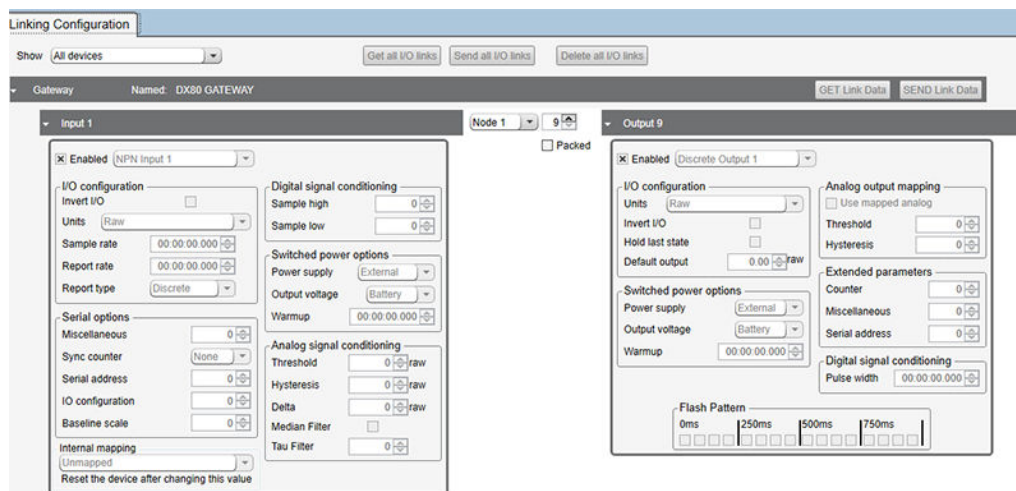 Linking Configuration
Show All devices Get all I/O links Send all I/O links Delete all I/O links
Gateway Named: DX80 GATEWAY GET Link Data SEND Link Data
Input 1 Node 1 9 Output 9
Packed
Enabled NPN Input 1
I/O configuration
Invert I/O
Units Raw
Sample rate 00:00:00.000
Report rate 00:00:00.000
Report type Discrete
Serial options
Miscellaneous 0
Sync counter None
Serial address 0
IO configuration 0
Baseline scale 0
Internal mapping
Unmapped
Reset the device after changing this value
Digital signal conditioning
Sample high 0
Sample low 0
Switched power options
Power supply External
Output voltage Battery
Warmup 00:00:00.000
Analog signal conditioning
Threshold 0 raw
Hysteresis 0 raw
Delta 0 raw
Median Filter
Tau Filter 0
Enabled Discrete Output 1
I/O configuration
Units Raw
Invert I/O
Hold last state
Default output 0.00 raw
Switched power options
Power supply External
Output voltage Battery
Warmup 00:00:00.000
Analog output mapping
Use mapped analog
Threshold 0
Hysteresis 0
Extended parameters
Counter 0
Miscellaneous 0
Serial address 0
Digital signal conditioning
Pulse width 00:00:00.000
Flash Pattern
0ms 250ms 500ms 750ms